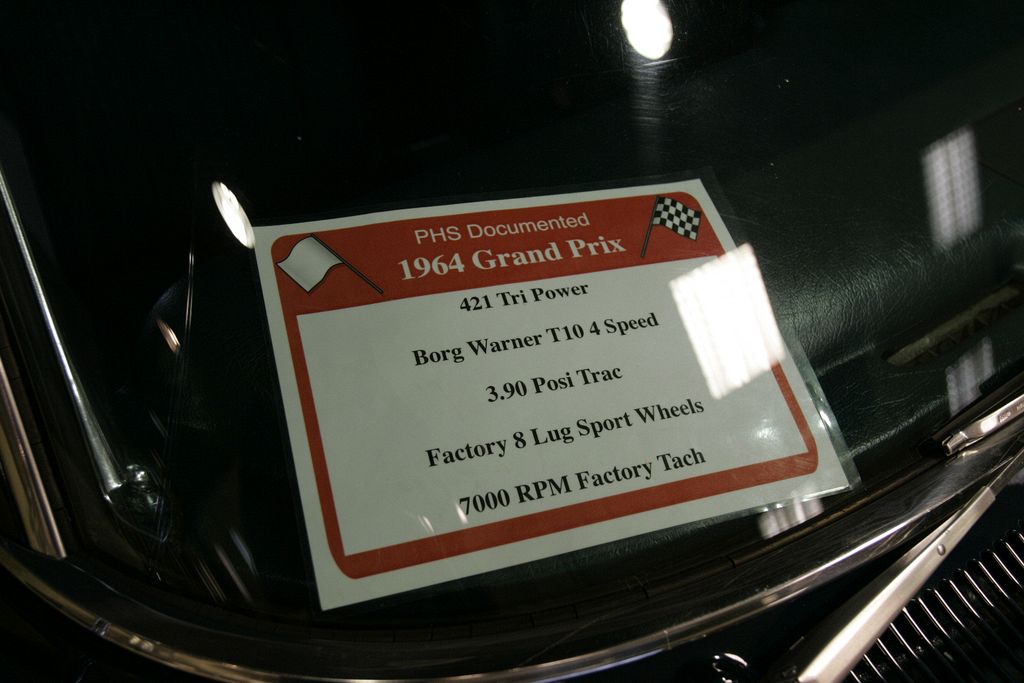 PHS Documented
1964 Grand Prix
421 Tri Power
Borg Warner T10 4 Speed
3.90 Posi Trac
Factory 8 Lug Sport Wheels
7000 RPM Factory Tach